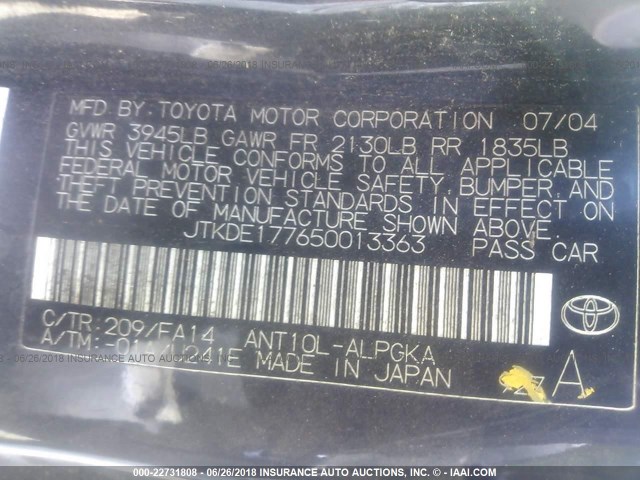 MFD BY:TOYOTA MOTOR CORPORATION 07/04
GVWR 3945LB GAWR FR 2130LB RR 1835LB
THIS VEHICLE CONFORMS TO ALL APPLICABLE
FEDERAL MOTOR VEHICLE SAFETY, BUMPER, AND
THEFT PREVENTION STANDARDS IN EFFECT ON
THE DATE OF MANUFACTURE SHOWN ABOVE.
JTKDE177650013363 PASS CAR
C/TR:209/FA14 ANT10L-ALPGKA
A/TM: MADE IN JAPAN
A
000-22731808 - 06/26/2018 INSURANCE AUTO AUCTIONS, INC. - © - IAAI.COM